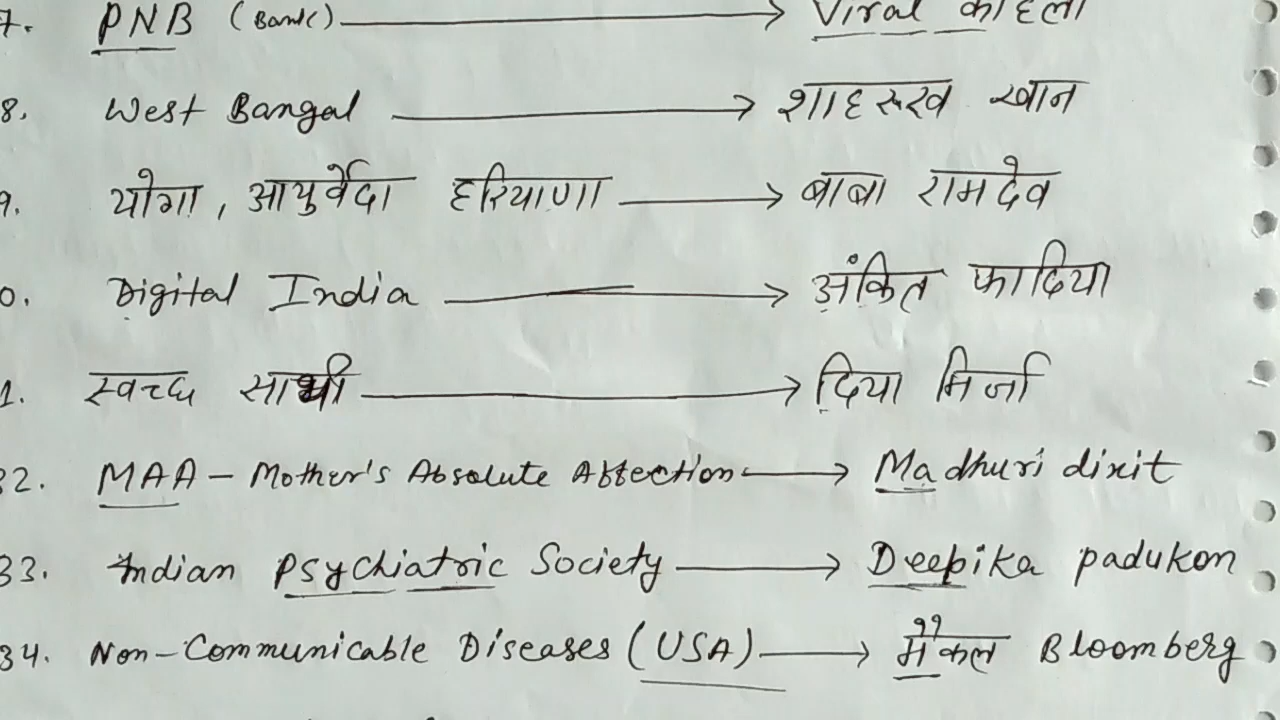 7. PNB (Bank) → Viral कोहली
8. West Bangal → शाहरूख खान
9. योगा, आयुर्वेदा हरियाणा → बाबा रामदेव
0. Digital India → अंकित फादिया
1. स्वच्छ साथी → दिया मिर्जा
32. MAA - Mother's Absolute Affection → Madhuri dixit
33. Indian Psychiatric Society → Deepika padukon
34. Non-Communicable Diseases (USA) → Bloomberg